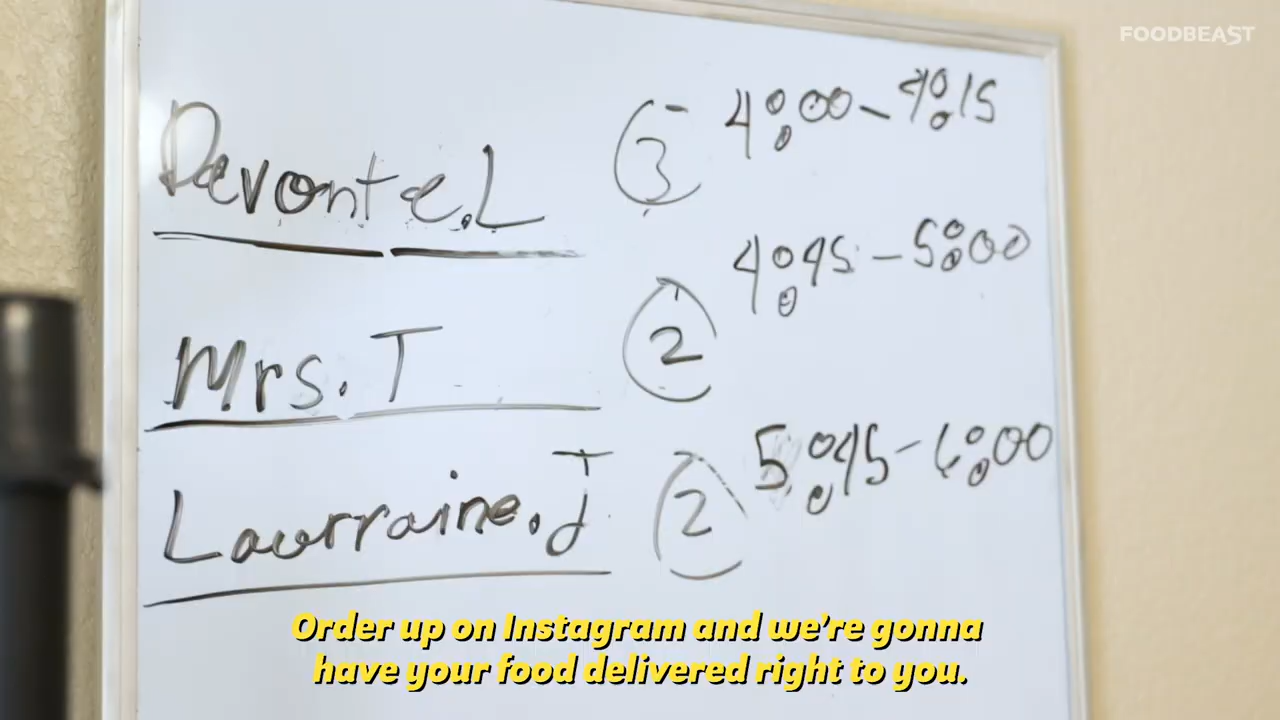 FOODBEAST
Devonte.L 3 4:00-4:15
Mrs. T 2 4:45-5:00
Laurraine.J 2 5:45-6:00
Order up on Instagram and we're gonna
have your food delivered right to you.